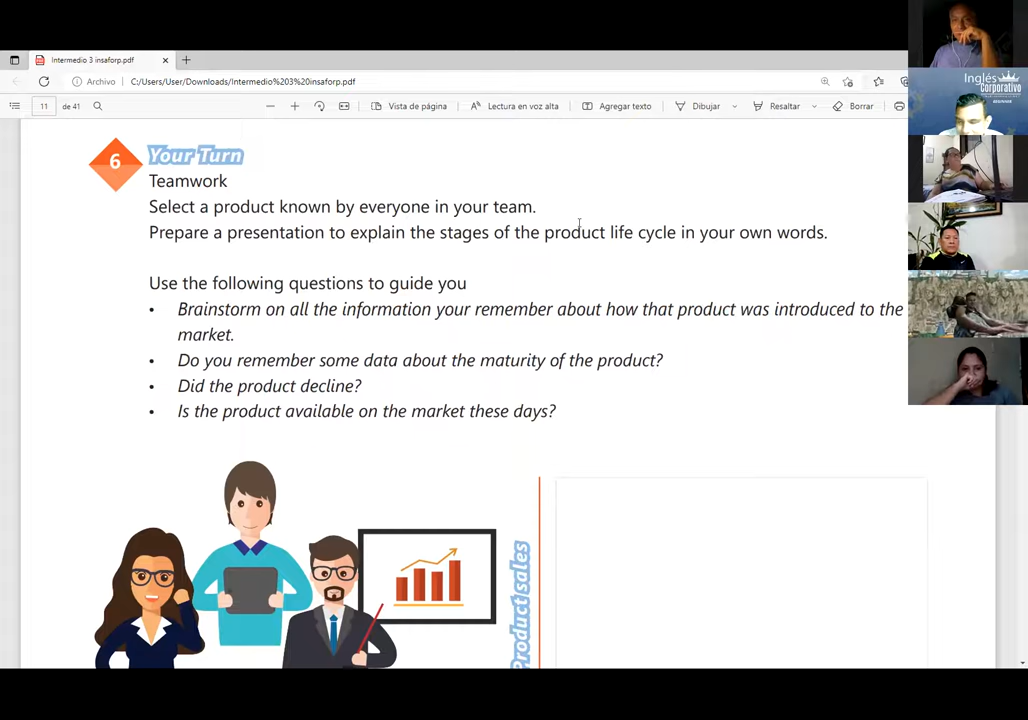 Intermedio 3 insaforp.pdf
Archivo
C:/Users/User/Downloads/Intermedio%203%20insaforp.pdf
11 de 41
Vista de página
Lectura en voz alta
Agregar texto
Dibujar
Resaltar
Borrar
Inglés
Corporativo
6
Your Turn
Teamwork
Select a product known by everyone in your team.
Prepare a presentation to explain the stages of the product life cycle in your own words.
Use the following questions to guide you
• Brainstorm on all the information your remember about how that product was introduced to the
market.
• Do you remember some data about the maturity of the product?
• Did the product decline?
• Is the product available on the market these days?
Product sales